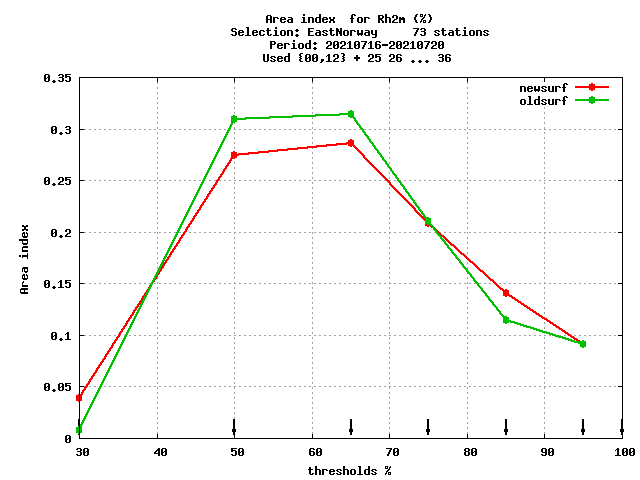 Area index  for Rh2m (%)
Selection: EastNorway     73 stations
Period: 20210716-20210720
Used {00,12} + 25 26 ... 36
newsurf
oldsurf
0.35
0.3
0.25
0.2
0.15
0.1
0.05
0
Area index
30 40 50 60 70 80 90 100
thresholds %